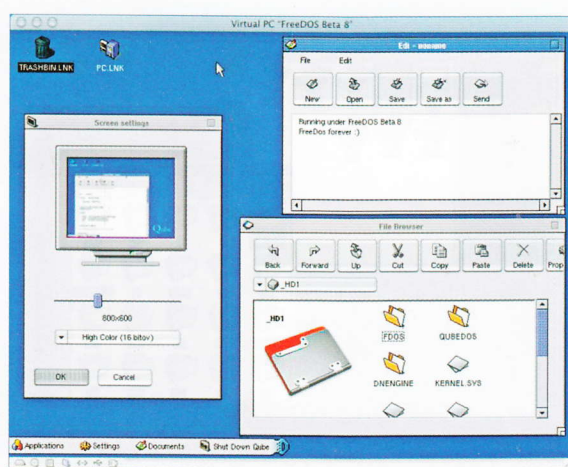 Virtual PC "FreeDOS Beta 8"
TRASHBIN.LNK
PC.LNK
Edi -
File Edit
New Open Save Save as Send
Running under FreeDOS Beta 8
FreeDos forever :)
Screen settings
Qube
800x600
High Color (16 bitov)
OK Cancel
File Browser
Back Forward Up Cut Copy Paste Delete Prop
_HD1
_HD1
FDOS QUBEDOS
DNENGINE KERNEL.SYS
Applications Settings Documents Shut Down Qube